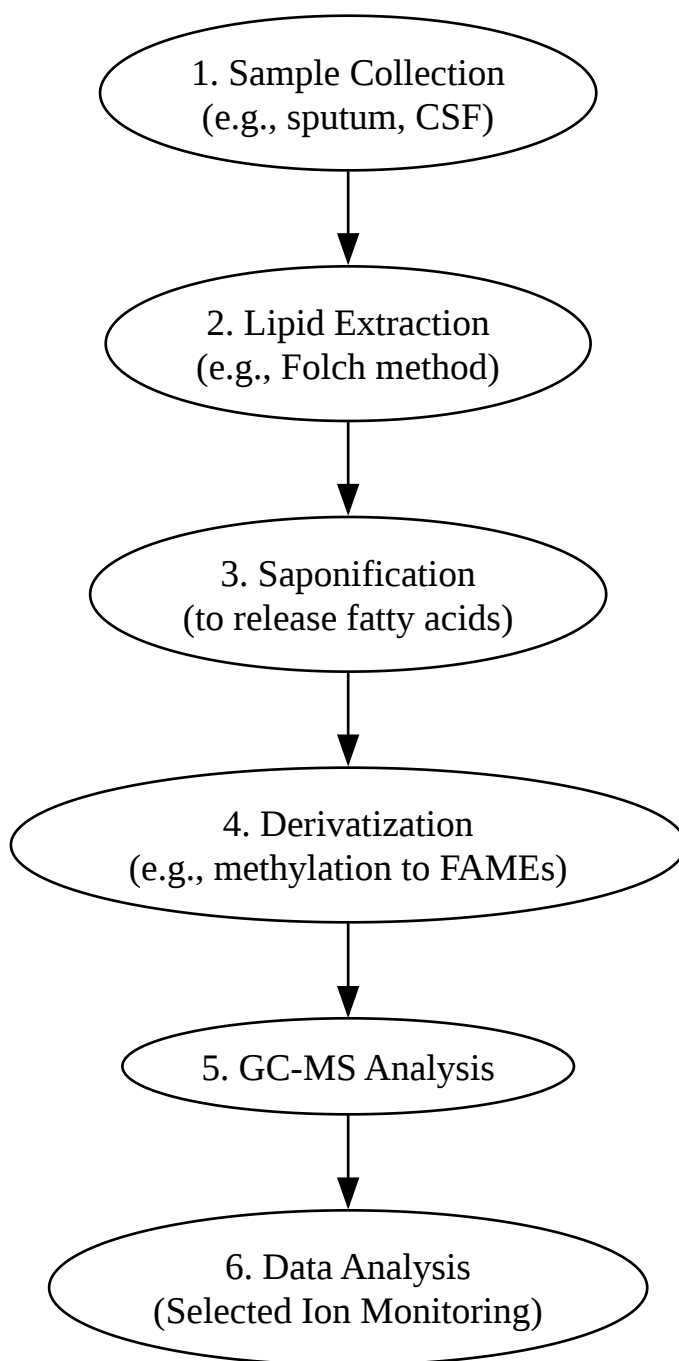 1. Sample Collection
(e.g., sputum, CSF)
2. Lipid Extraction
(e.g., Folch method)
3. Saponification
(to release fatty acids)
4. Derivatization
(e.g., methylation to FAMEs)
5. GC-MS Analysis
6. Data Analysis
(Selected Ion Monitoring)